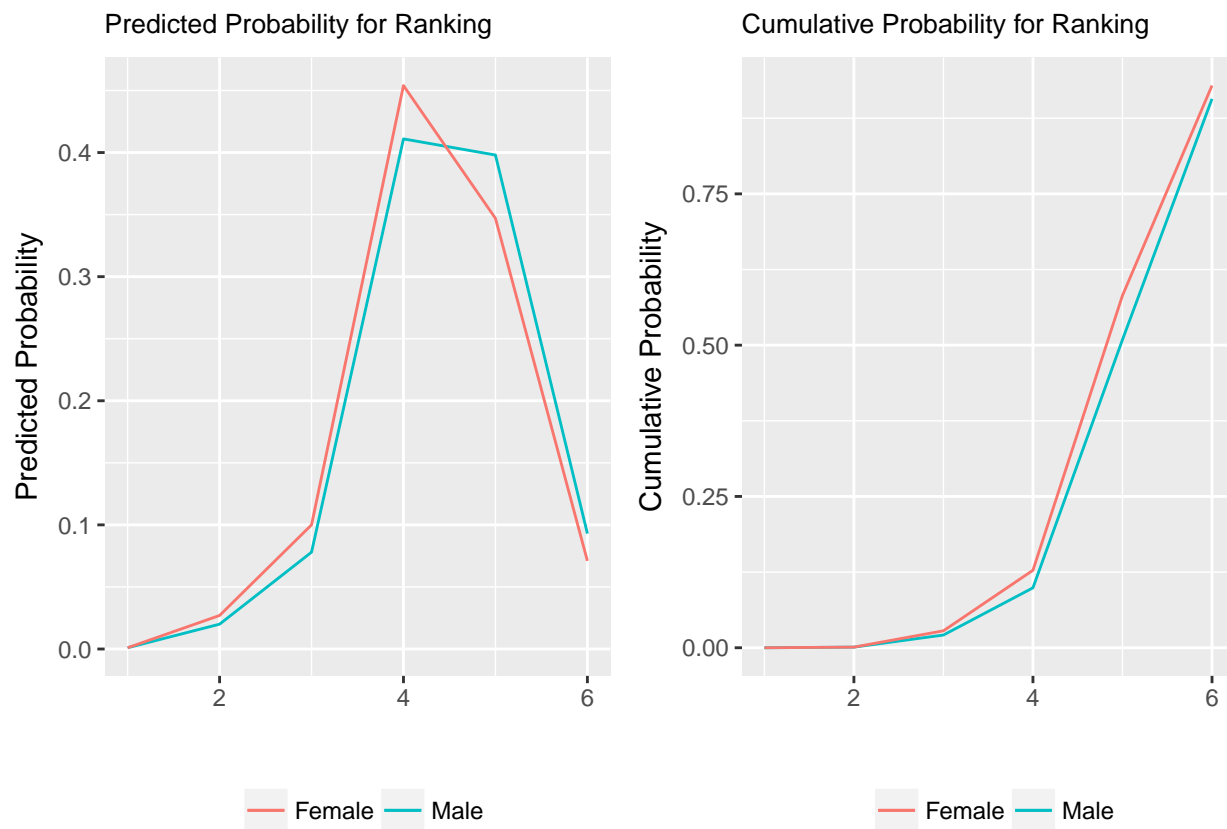 Predicted Probability for Ranking
Predicted Probability
0.4
0.3
0.2
0.1
0.0
2
4
6
Female
Male
Cumulative Probability for Ranking
Cumulative Probability
0.75
0.50
0.25
0.00
2
4
6
Female
Male